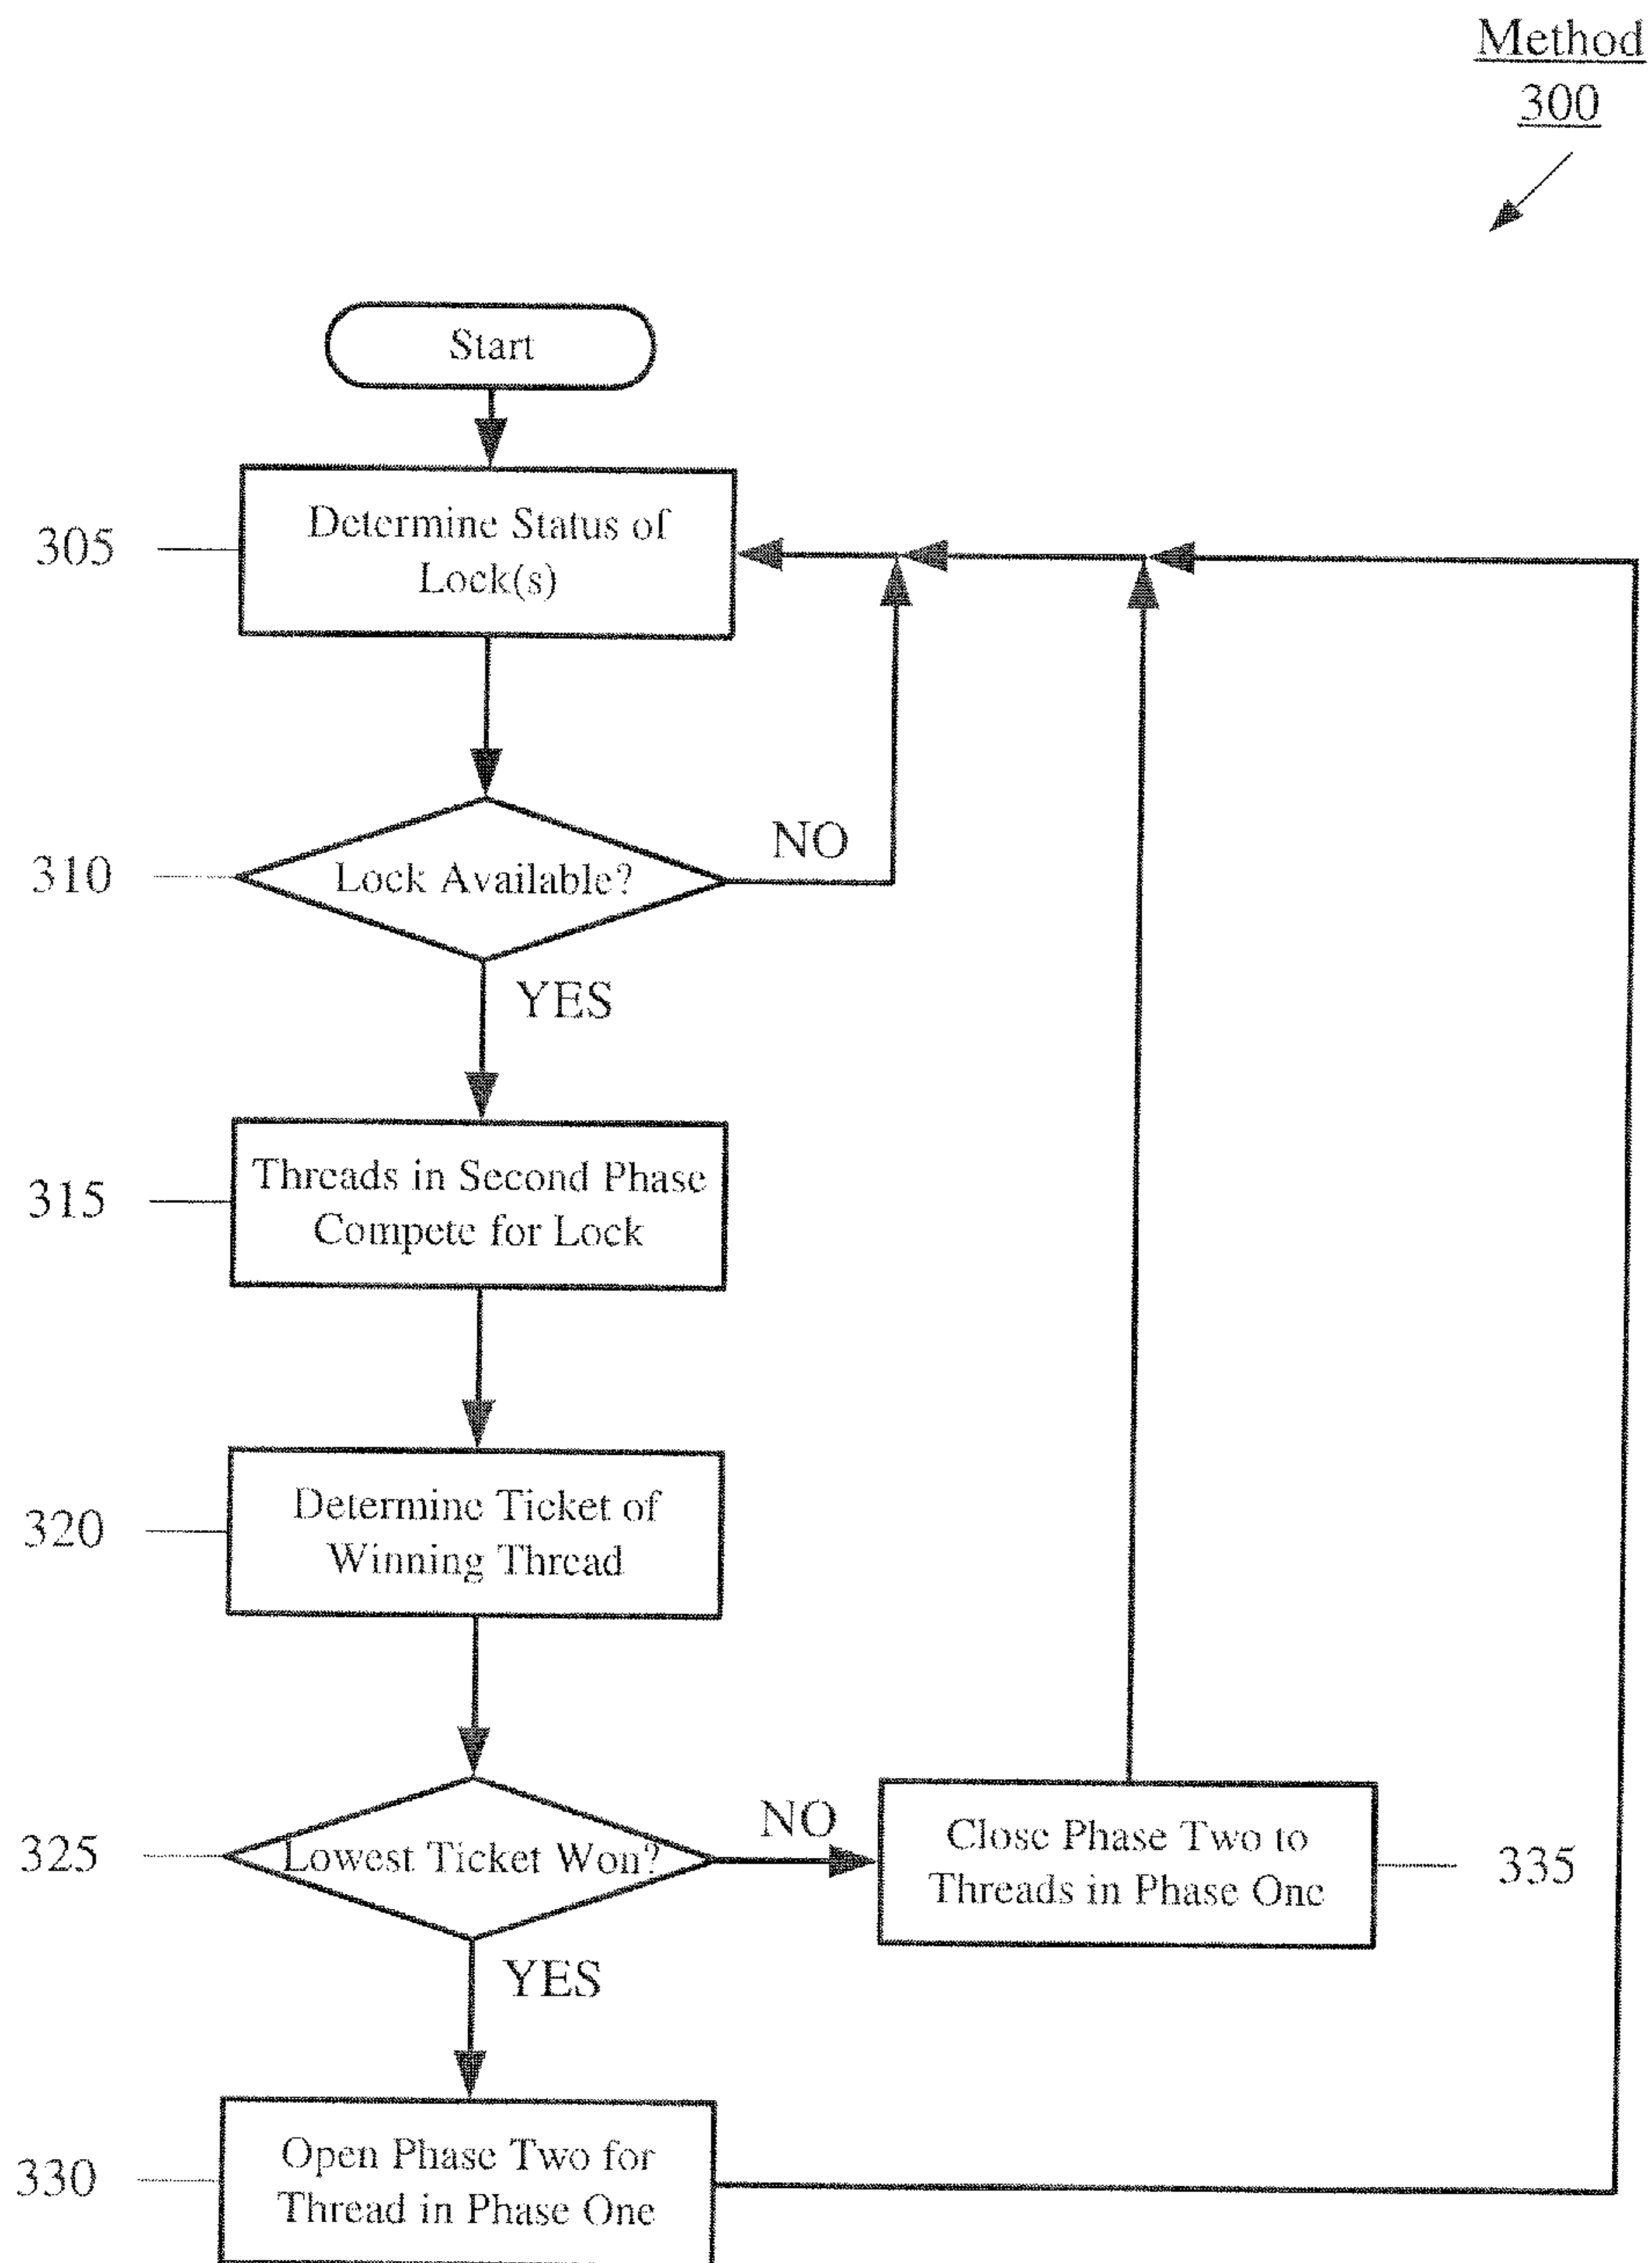 Method
300
Start
305
Determine Status of
Lock(s)
310
Lock Available?
NO
YES
315
Threads in Second Phase
Compete for Lock
320
Determine Ticket of
Winning Thread
325
Lowest Ticket Won?
NO
Close Phase Two to
Threads in Phase One
335
YES
330
Open Phase Two for
Thread in Phase One